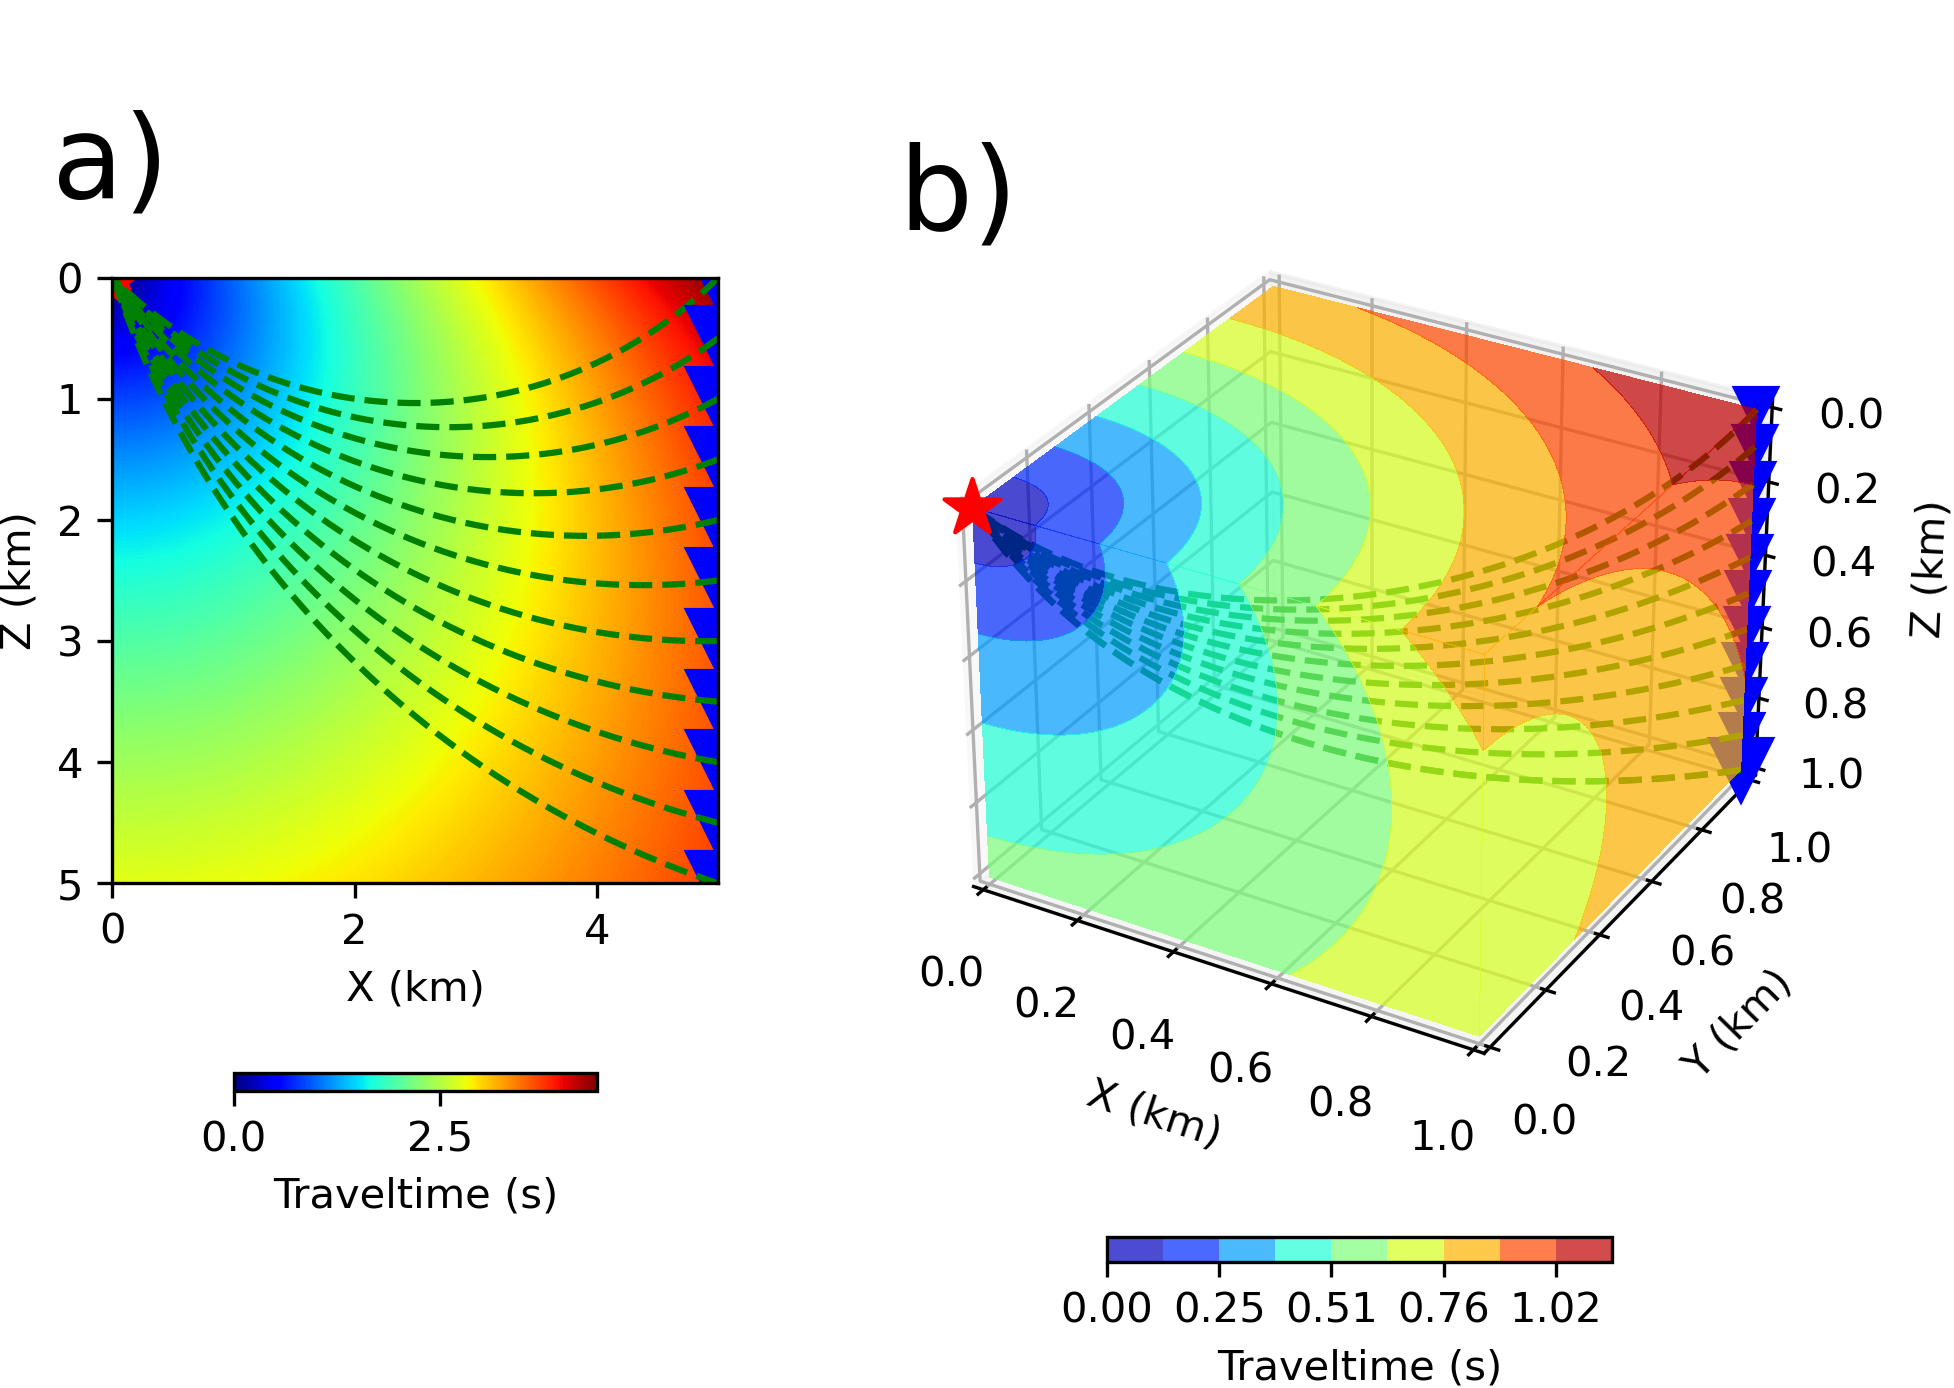 a)
0
1
2
3
4
5
Z (km)
0 2 4
X (km)
0.0 2.5
Traveltime (s)
b)
0.0
0.2
0.4
0.6
0.8
1.0
Z (km)
0.0 0.2 0.4 0.6 0.8 1.0
X (km)
0.0 0.2 0.4 0.6 0.8 1.0
Y (km)
0.00 0.25 0.51 0.76 1.02
Traveltime (s)